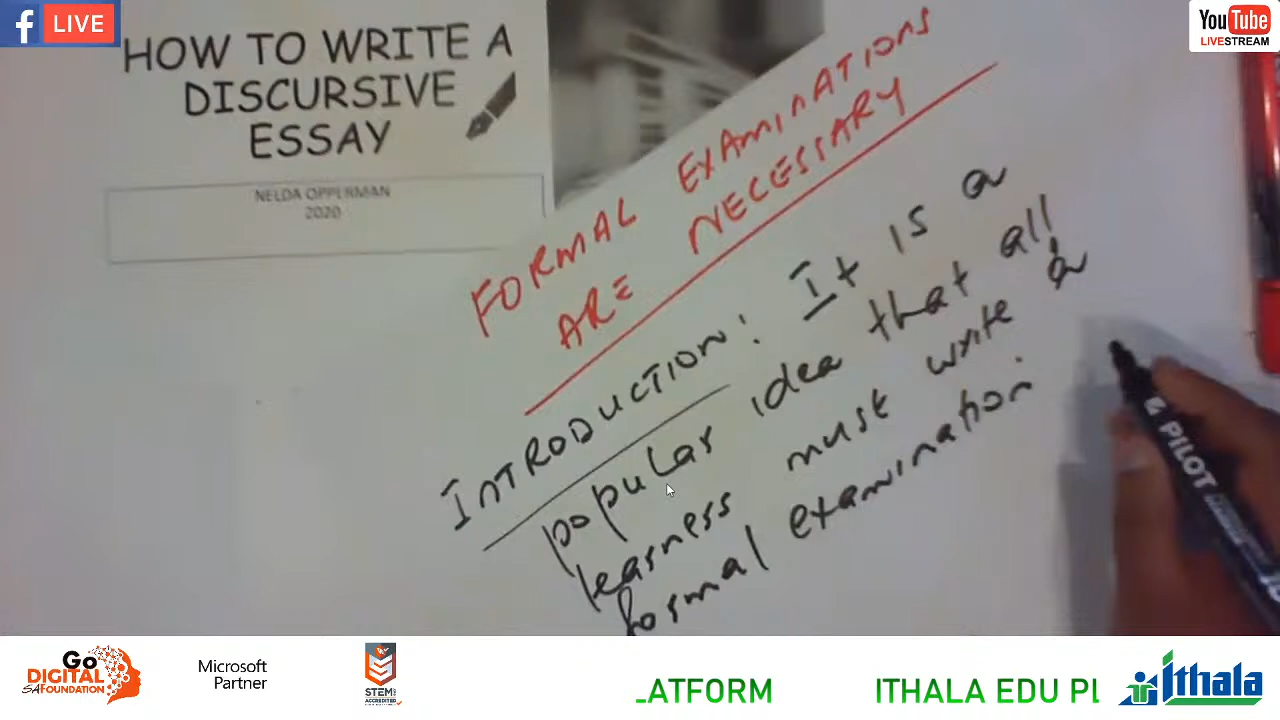 f LIVE
YouTube
LIVESTREAM
HOW TO WRITE A
DISCURSIVE
ESSAY
NELDA OPPERMAN
2020
FORMAL EXAMINATIONS
ARE NECESSARY
INTRODUCTION: It is a
popular idea that all
learners must write a
formal examination.
PILOT
Go
DIGITAL
SA FOUNDATION
Microsoft
Partner
STEM
ACCREDITED
ATFORM
ITHALA EDU PL
Ithala